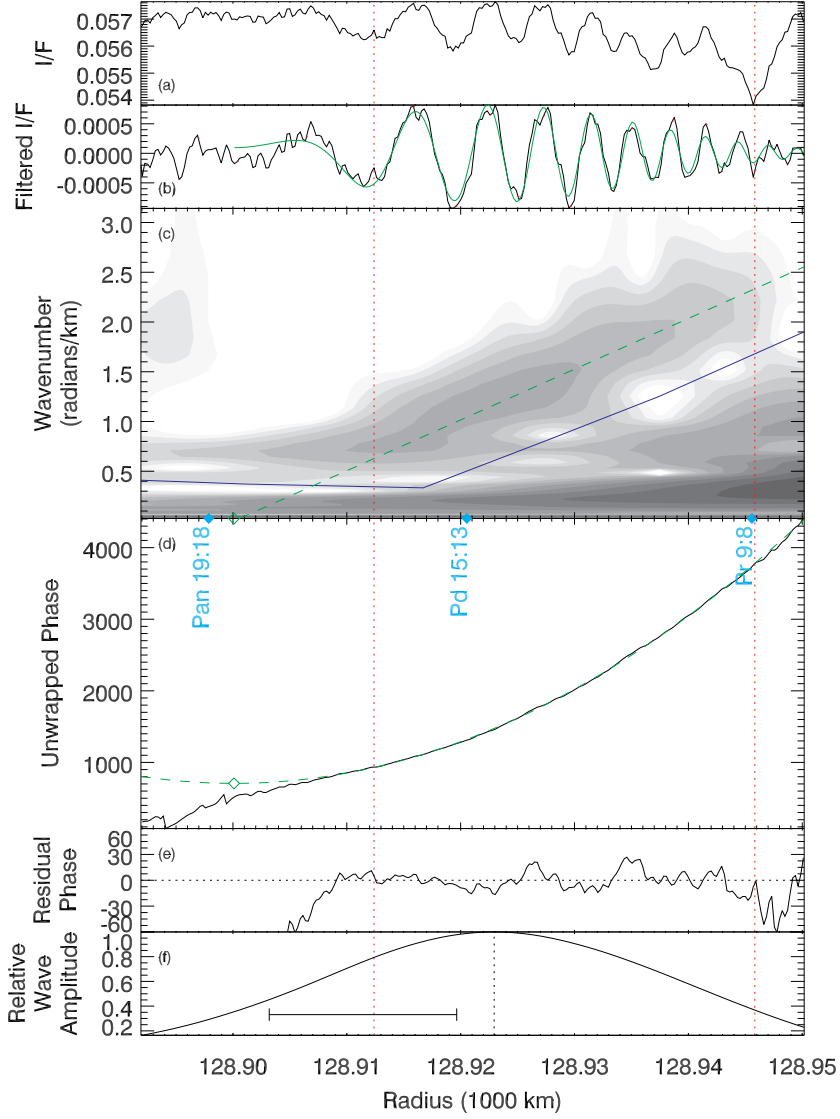 I/F
0.057
0.056
0.055
0.054
(a)
Filtered I/F
0.0005
0.0000
-0.0005
(b)
Wavenumber
(radians/km)
3.0
2.5
2.0
1.5
1.0
0.5
(c)
Unwrapped Phase
4000
3000
2000
1000
(d)
Pan 19:18
Pd 15:13
Pr 9:8
Residual
Phase
60
30
0
-30
-60
(e)
Relative
Wave
Amplitude
1.0
0.8
0.6
0.4
0.2
(f)
128.90 128.91 128.92 128.93 128.94 128.95
Radius (1000 km)